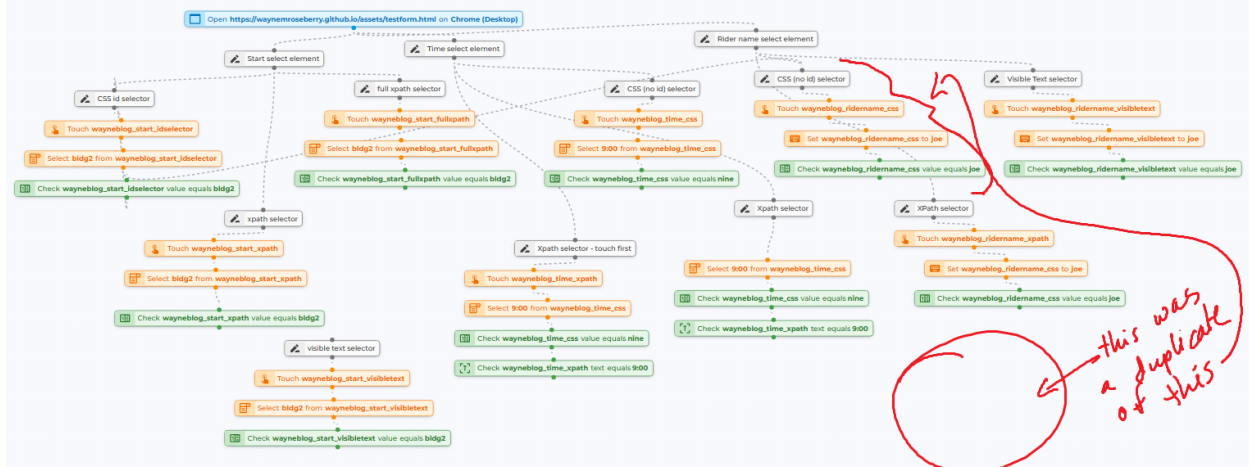 Open https://waynemroseberry.github.io/assets/testform.html on Chrome (Desktop)
Start select element
Time select element
Rider name select element
CSS id selector
Touch wayneblog_start_idselector
Select bldg2 from wayneblog_start_idselector
Check wayneblog_start_idselector value equals bldg2
full xpath selector
Touch wayneblog_start_fullxpath
Select bldg2 from wayneblog_start_fullxpath
Check wayneblog_start_fullxpath value equals bldg2
CSS (no id) selector
Touch wayneblog_time_css
Select 9:00 from wayneblog_time_css
Check wayneblog_time_css value equals nine
CSS (no id) selector
Touch wayneblog_ridername_css
Set wayneblog_ridername_css to joe
Check wayneblog_ridername_css value equals joe
Visible Text selector
Touch wayneblog_ridername_visibletext
Set wayneblog_ridername_visibletext to joe
Check wayneblog_ridername_visibletext value equals joe
xpath selector
Touch wayneblog_start_xpath
Select bldg2 from wayneblog_start_xpath
Check wayneblog_start_xpath value equals bldg2
Xpath selector - touch first
Touch wayneblog_time_xpath
Select 9:00 from wayneblog_time_css
Check wayneblog_time_css value equals nine
Check wayneblog_time_xpath text equals 9:00
Xpath selector
Select 9:00 from wayneblog_time_css
Check wayneblog_time_css value equals nine
Check wayneblog_time_xpath text equals 9:00
XPath selector
Touch wayneblog_ridername_xpath
Set wayneblog_ridername_css to joe
Check wayneblog_ridername_css value equals joe
visible text selector
Touch wayneblog_start_visibletext
Select bldg2 from wayneblog_start_visibletext
Check wayneblog_start_visibletext value equals bldg2
this was
a duplicate
of this